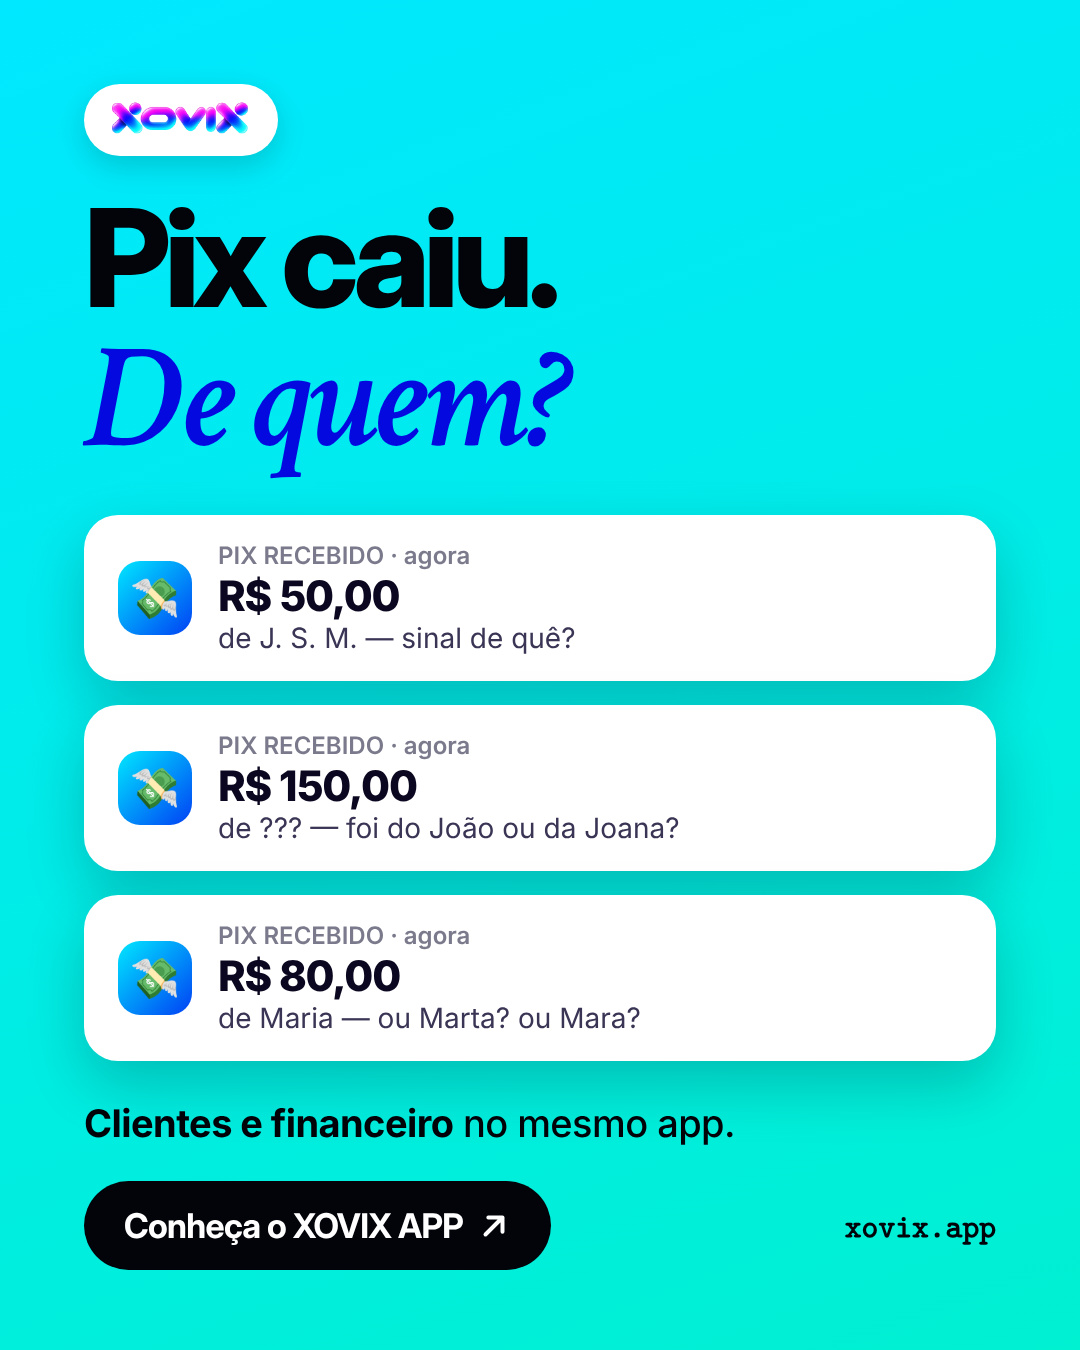 XOVIX
Pix caiu.
De quem?
PIX RECEBIDO · agora
R$ 50,00
de J. S. M. — sinal de quê?
PIX RECEBIDO · agora
R$ 150,00
de ??? — foi do João ou da Joana?
PIX RECEBIDO · agora
R$ 80,00
de Maria — ou Marta? ou Mara?
Clientes e financeiro no mesmo app.
Conheça o XOVIX APP ↗
xovix.app